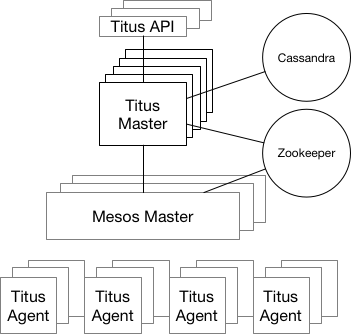 Titus API
Cassandra
Titus
Master
Zookeeper
Mesos Master
Titus
Agent
Titus
Agent
Titus
Agent
Titus
Agent